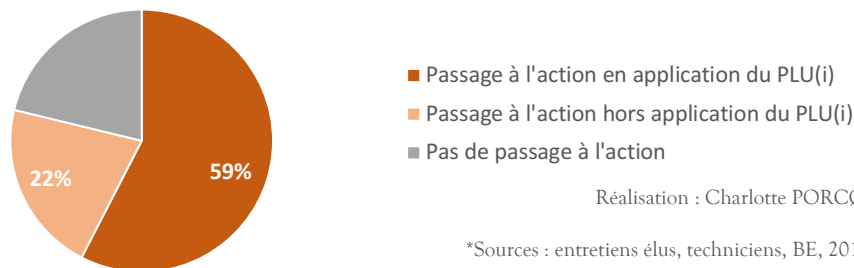 Passage à l'action en application du PLU(i)
Passage à l'action hors application du PLU(i)
Pas de passage à l'action
59%
22%
Réalisation : Charlotte
*Sources : entretiens élus, techniciens, BE,